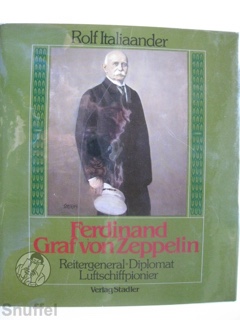 Rolf Italiaander
Ferdinand
Graf von Zeppelin
Reitergeneral·Diplomat
Luftschiffpionier
Verlag Stadler
Snuffel